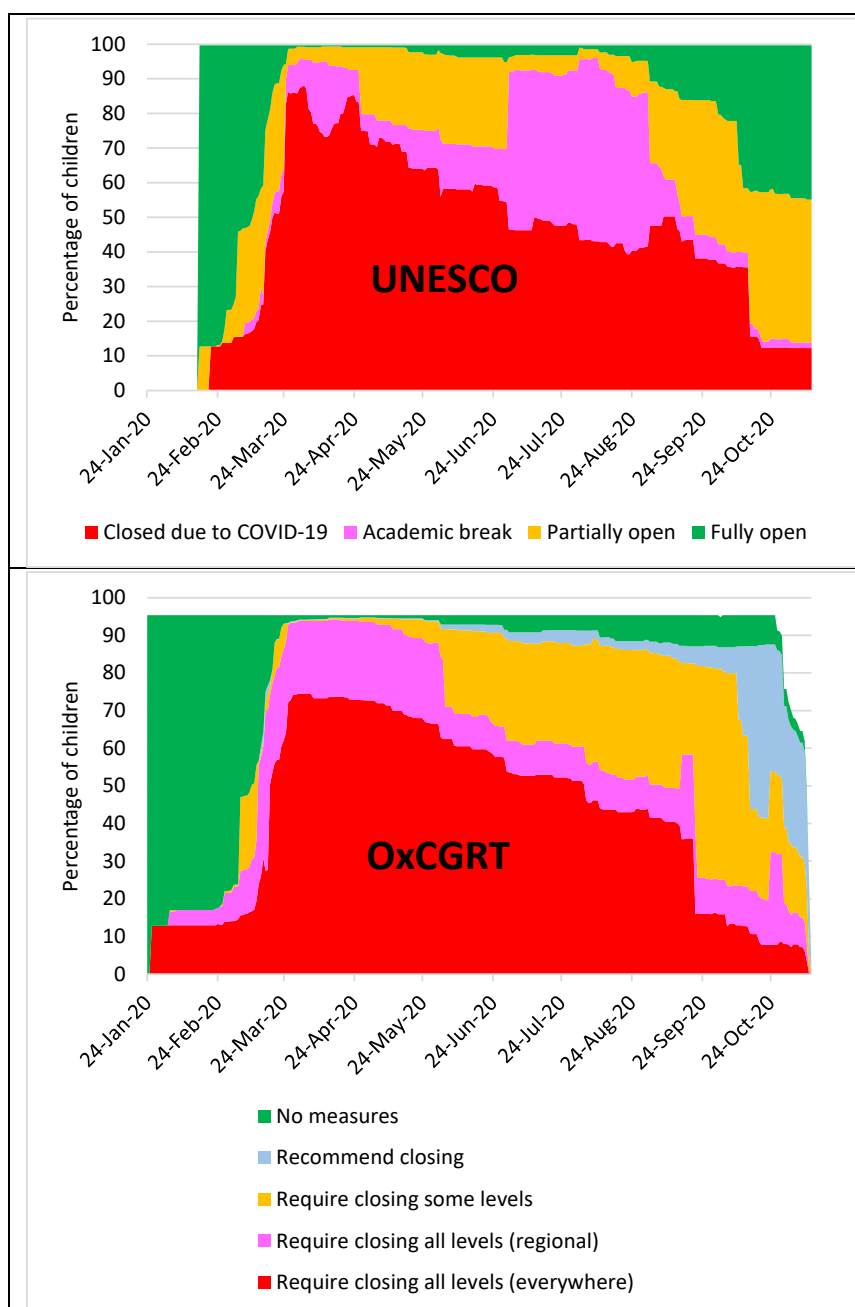 100
90
80
70
60
50
40
30
20
10
0
Percentage of children
UNESCO
24-Jan-20
24-Feb-20
24-Mar-20
24-Apr-20
24-May-20
24-Jun-20
24-Jul-20
24-Aug-20
24-Sep-20
24-Oct-20
Closed due to COVID-19 Academic break Partially open Fully open
100
90
80
70
60
50
40
30
20
10
0
Percentage of children
OxCGRT
24-Jan-20
24-Feb-20
24-Mar-20
24-Apr-20
24-May-20
24-Jun-20
24-Jul-20
24-Aug-20
24-Sep-20
24-Oct-20
No measures
Recommend closing
Require closing some levels
Require closing all levels (regional)
Require closing all levels (everywhere)